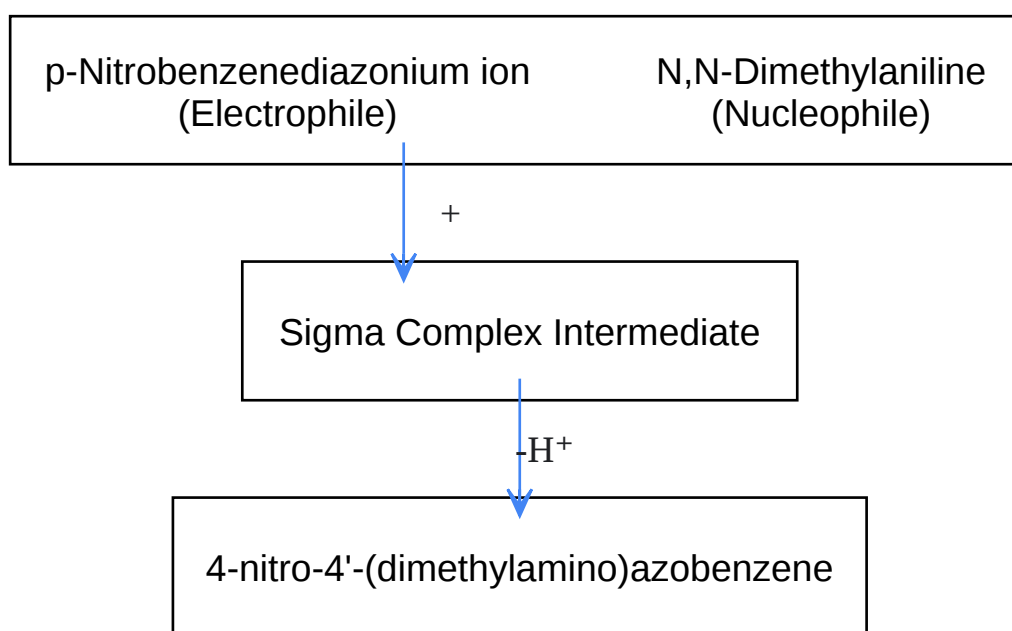 p-Nitrobenzenediazonium ion
(Electrophile)
N,N-Dimethylaniline
(Nucleophile)
+
Sigma Complex Intermediate
-H⁺
4-nitro-4'-(dimethylamino)azobenzene